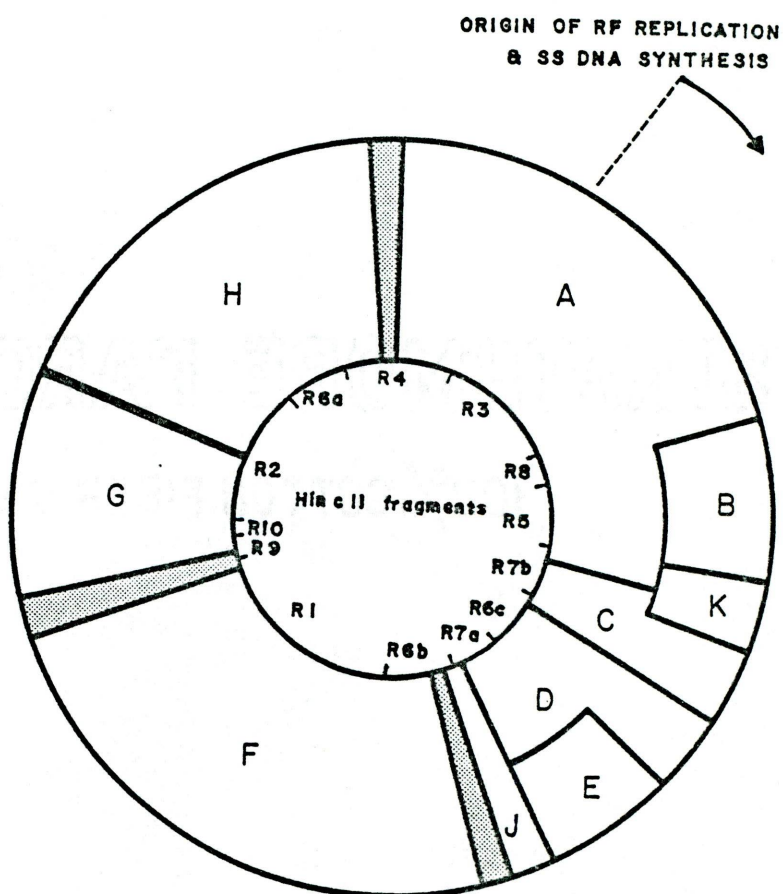 ORIGIN OF RF REPLICATION
& SS DNA SYNTHESIS
H
A
R4
R6a
R3
R2
R8
G
Hinc II fragments
B
R5
R10
R9
R7b
K
C
R1
R6c
R7a
R6b
D
F
E
J